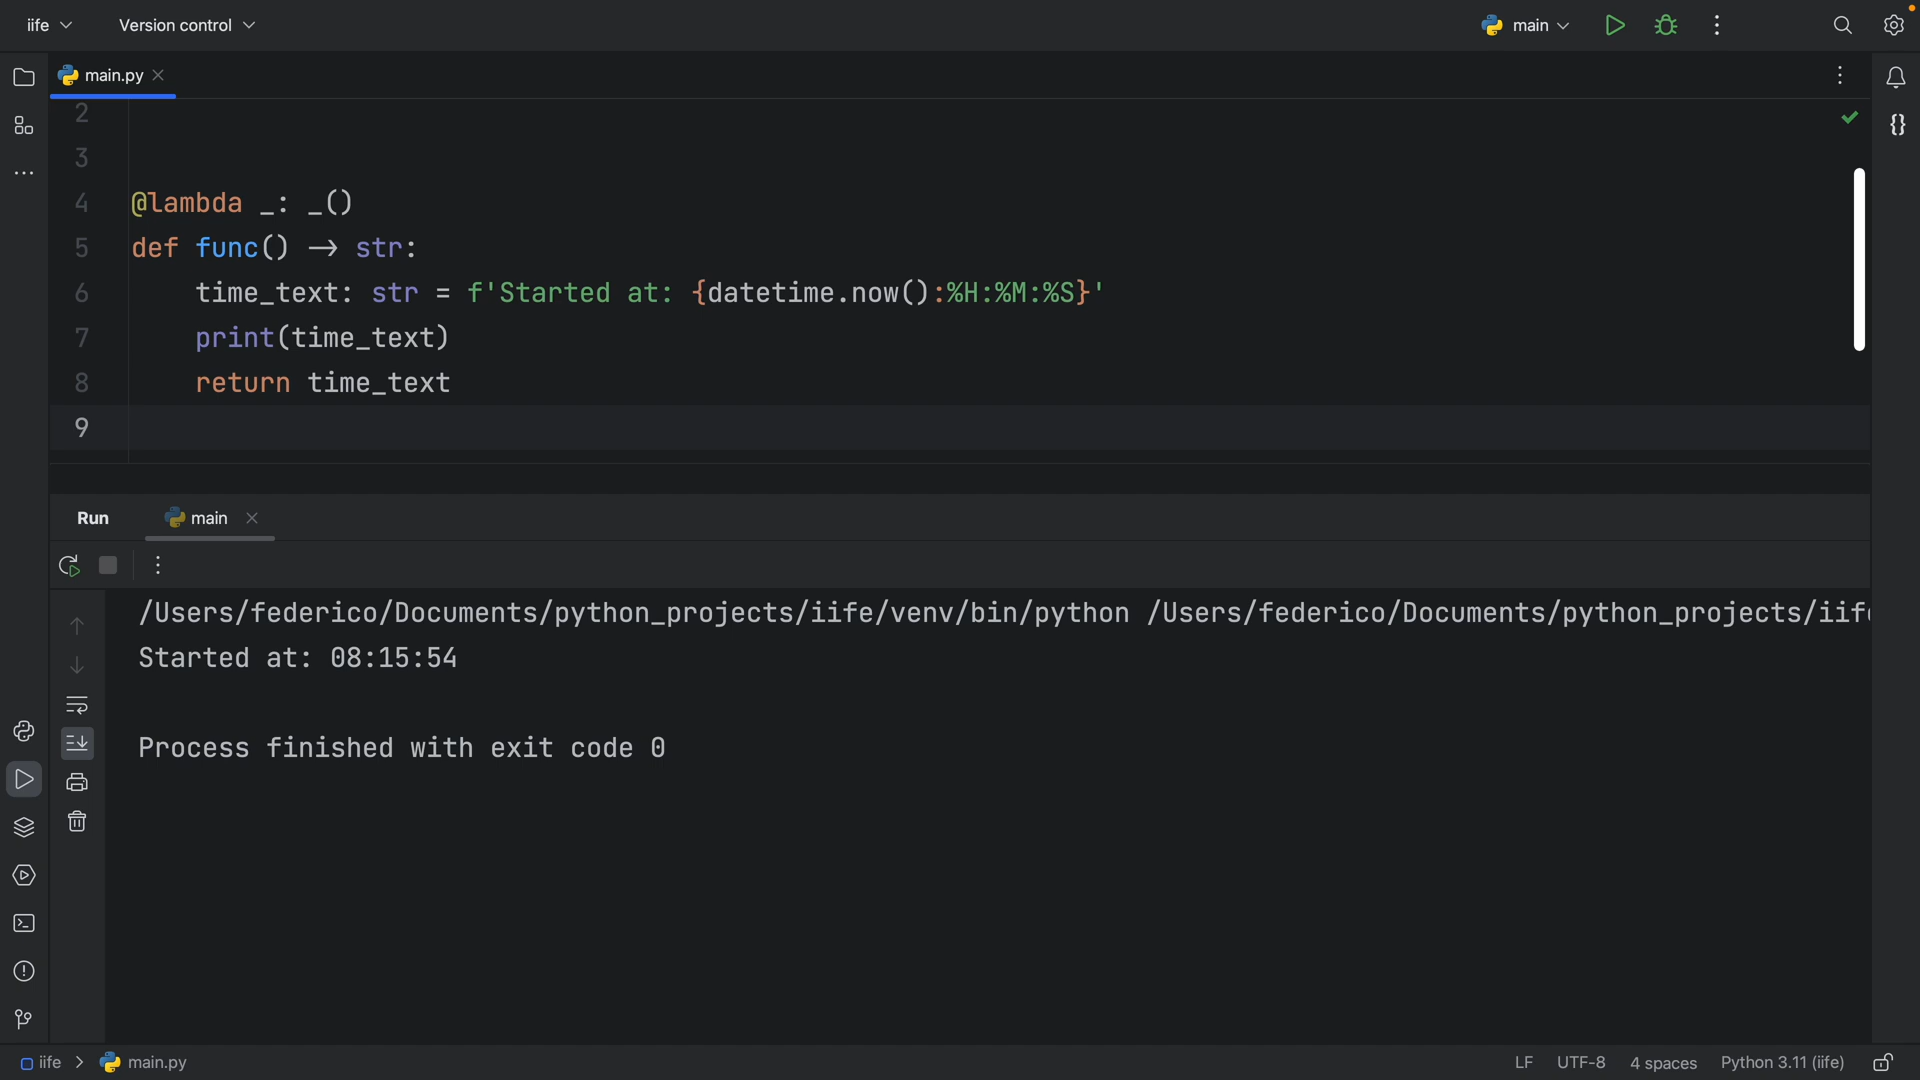 iife
Version control
main
main.py
2
3
4 @lambda _: _()
5 def func() -> str:
6 time_text: str = f'Started at: {datetime.now():%H:%M:%S}'
7 print(time_text)
8 return time_text
9
Run main
/Users/federico/Documents/python_projects/iife/venv/bin/python /Users/federico/Documents/python_projects/iife
Started at: 08:15:54
Process finished with exit code 0
iife main.py LF UTF-8 4 spaces Python 3.11 (iife)